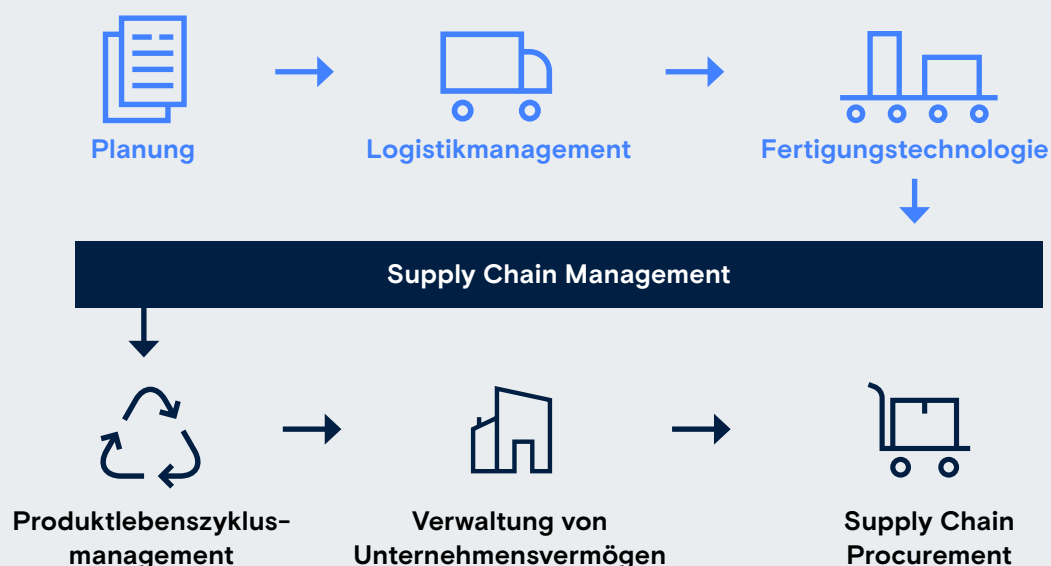 Planung
Logistikmanagement
Fertigungstechnologie
Supply Chain Management
Produktlebenszyklus-
management
Verwaltung von
Unternehmensvermögen
Supply Chain
Procurement